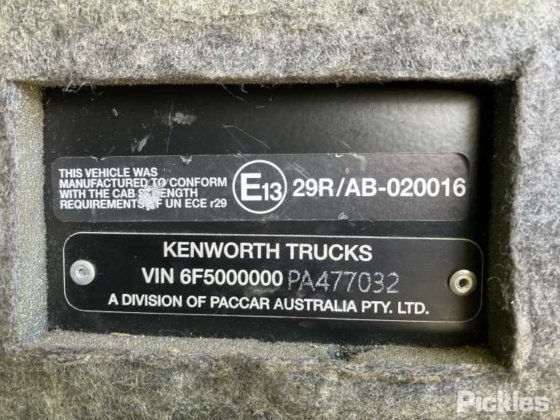 THIS VEHICLE WAS
MANUFACTURED TO CONFORM
WITH THE CAB STRENGTH
REQUIREMENTS OF UN ECE r29
E13 29R/AB-020016
KENWORTH TRUCKS
VIN 6F5000000 PA477032
A DIVISION OF PACCAR AUSTRALIA PTY. LTD.
Pickles